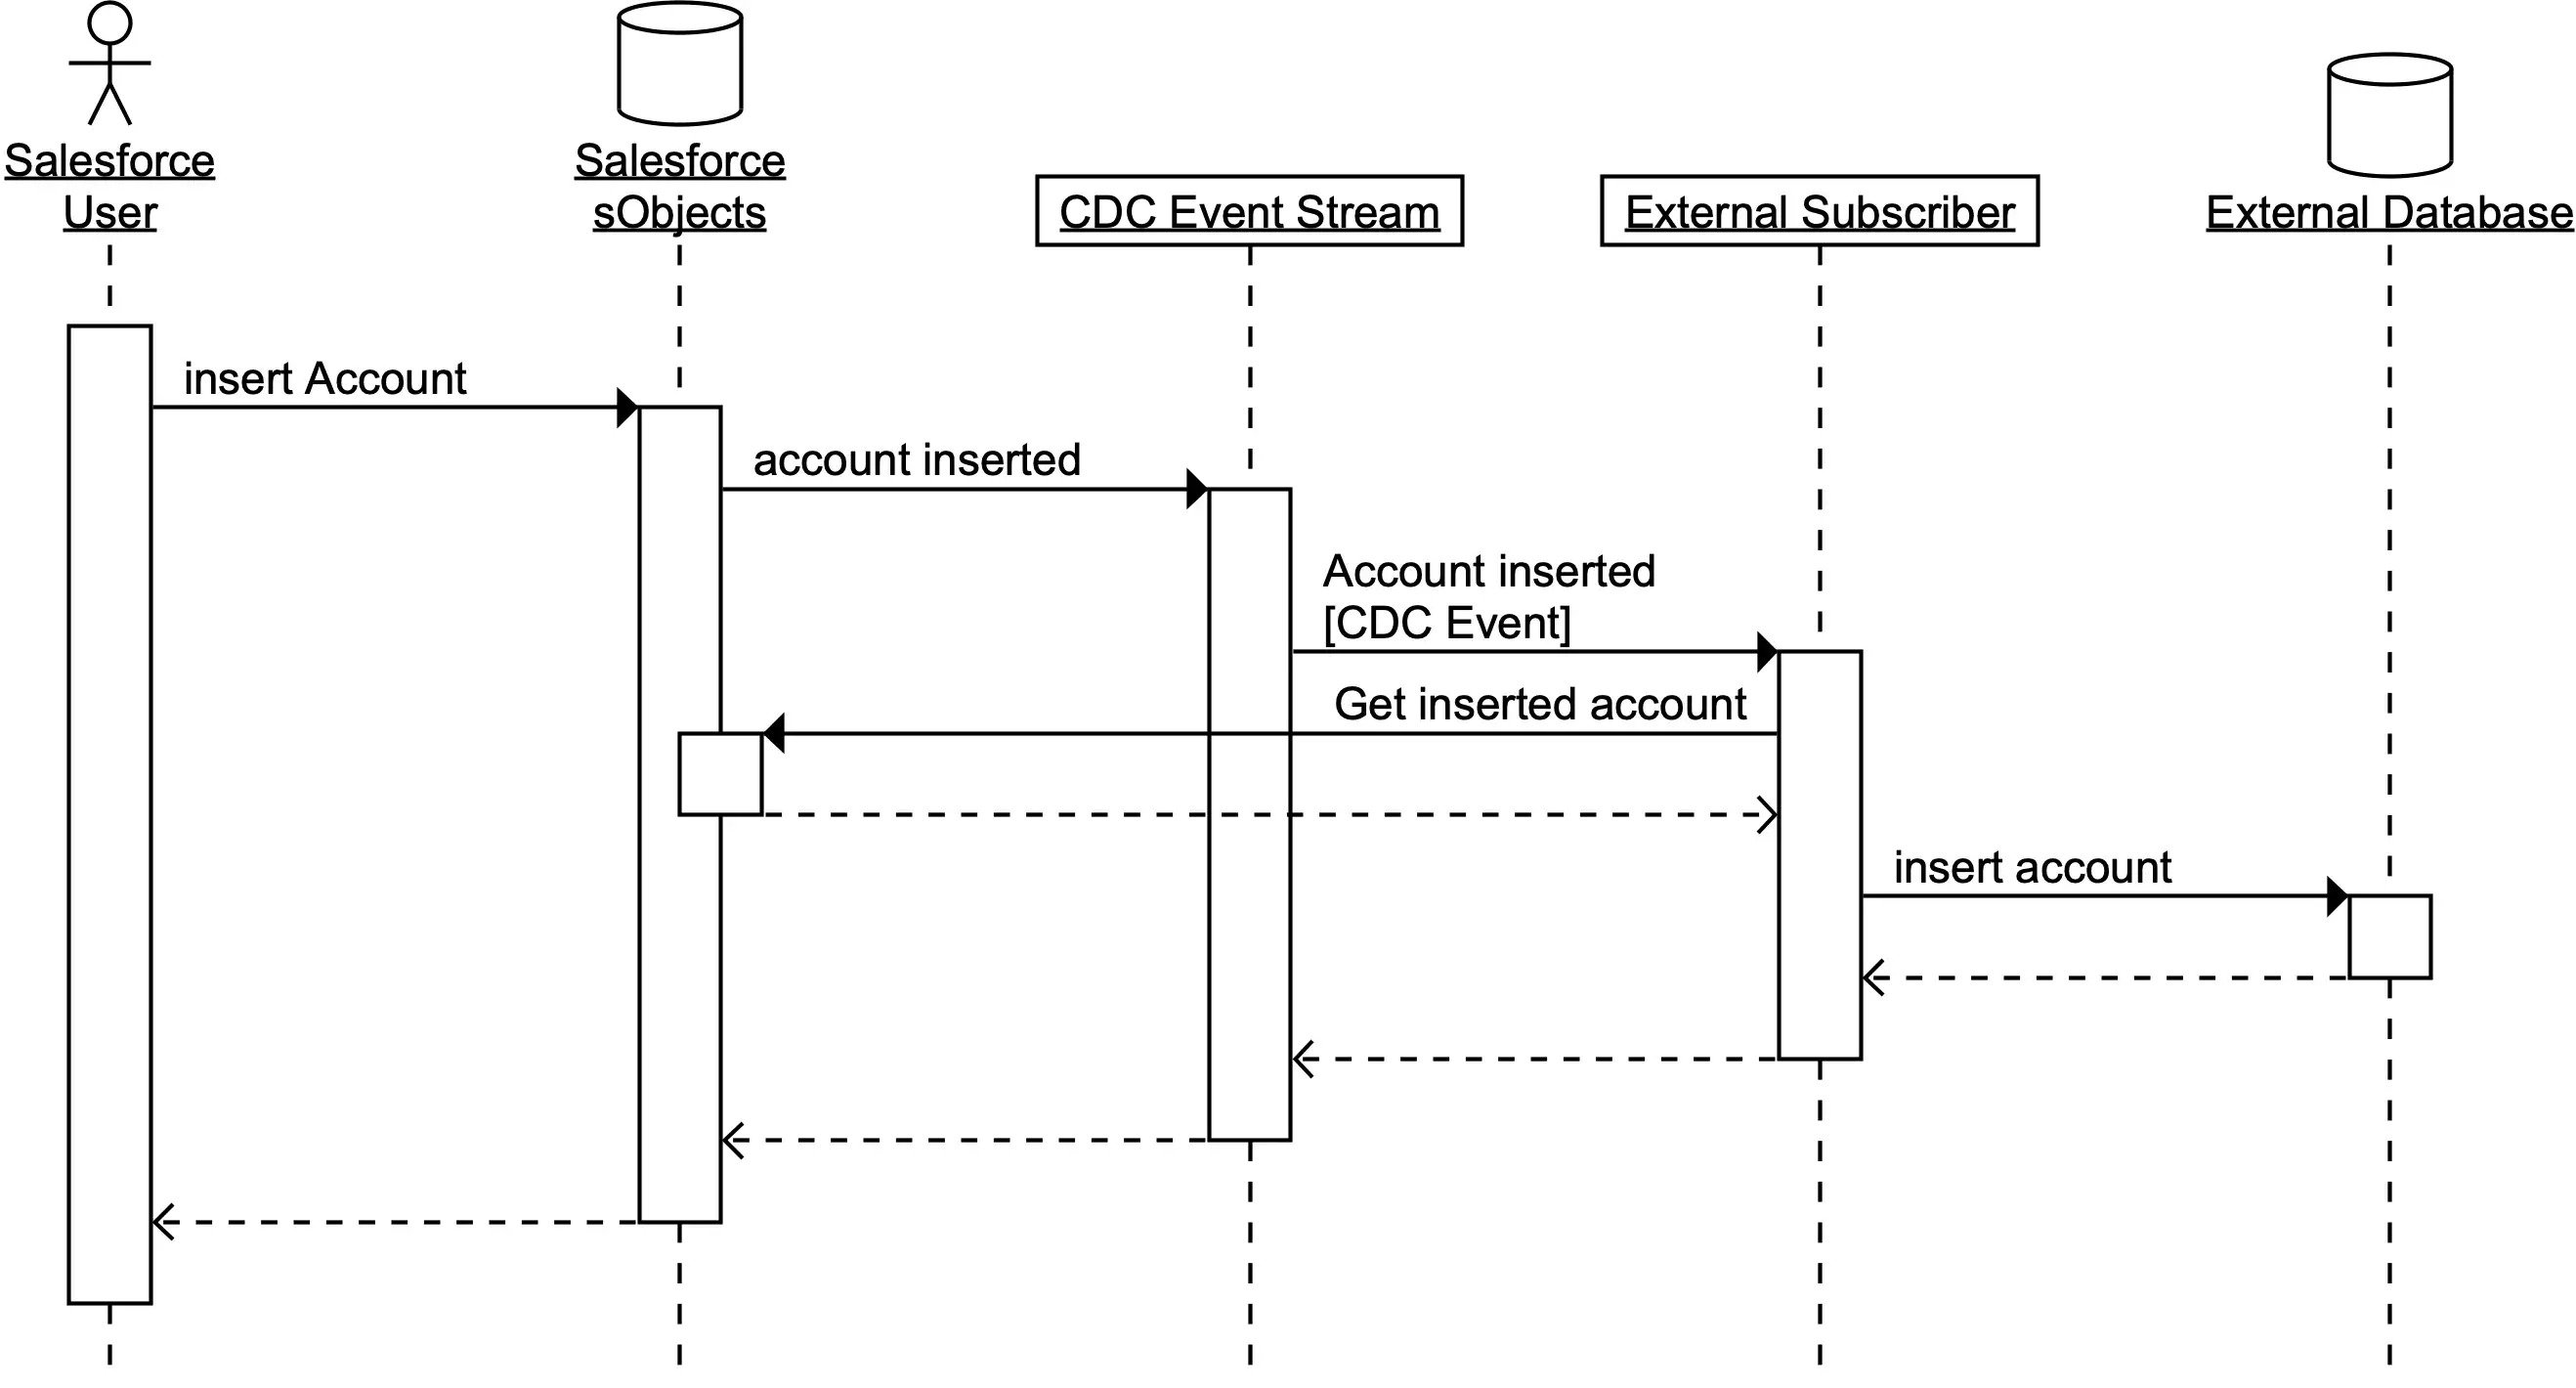 Salesforce
User
Salesforce
sObjects
CDC Event Stream
External Subscriber
External Database
insert Account
account inserted
Account inserted
[CDC Event]
Get inserted account
insert account